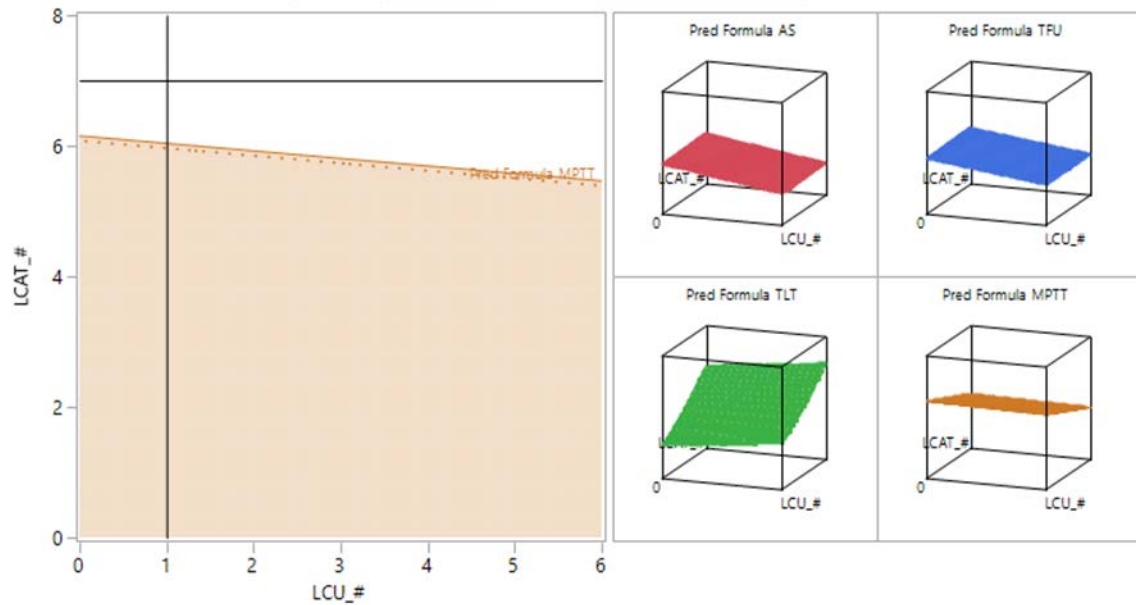 8
6
4
2
0
LCAT_#
Pred Formula MPTT
0 1 2 3 4 5 6
LCU_#
Pred Formula AS
LCAT_#
0
LCU_#
Pred Formula TFU
LCAT_#
0
LCU_#
Pred Formula TLT
0
LCU_#
Pred Formula MPTT
LCAT_#
0
LCU_#